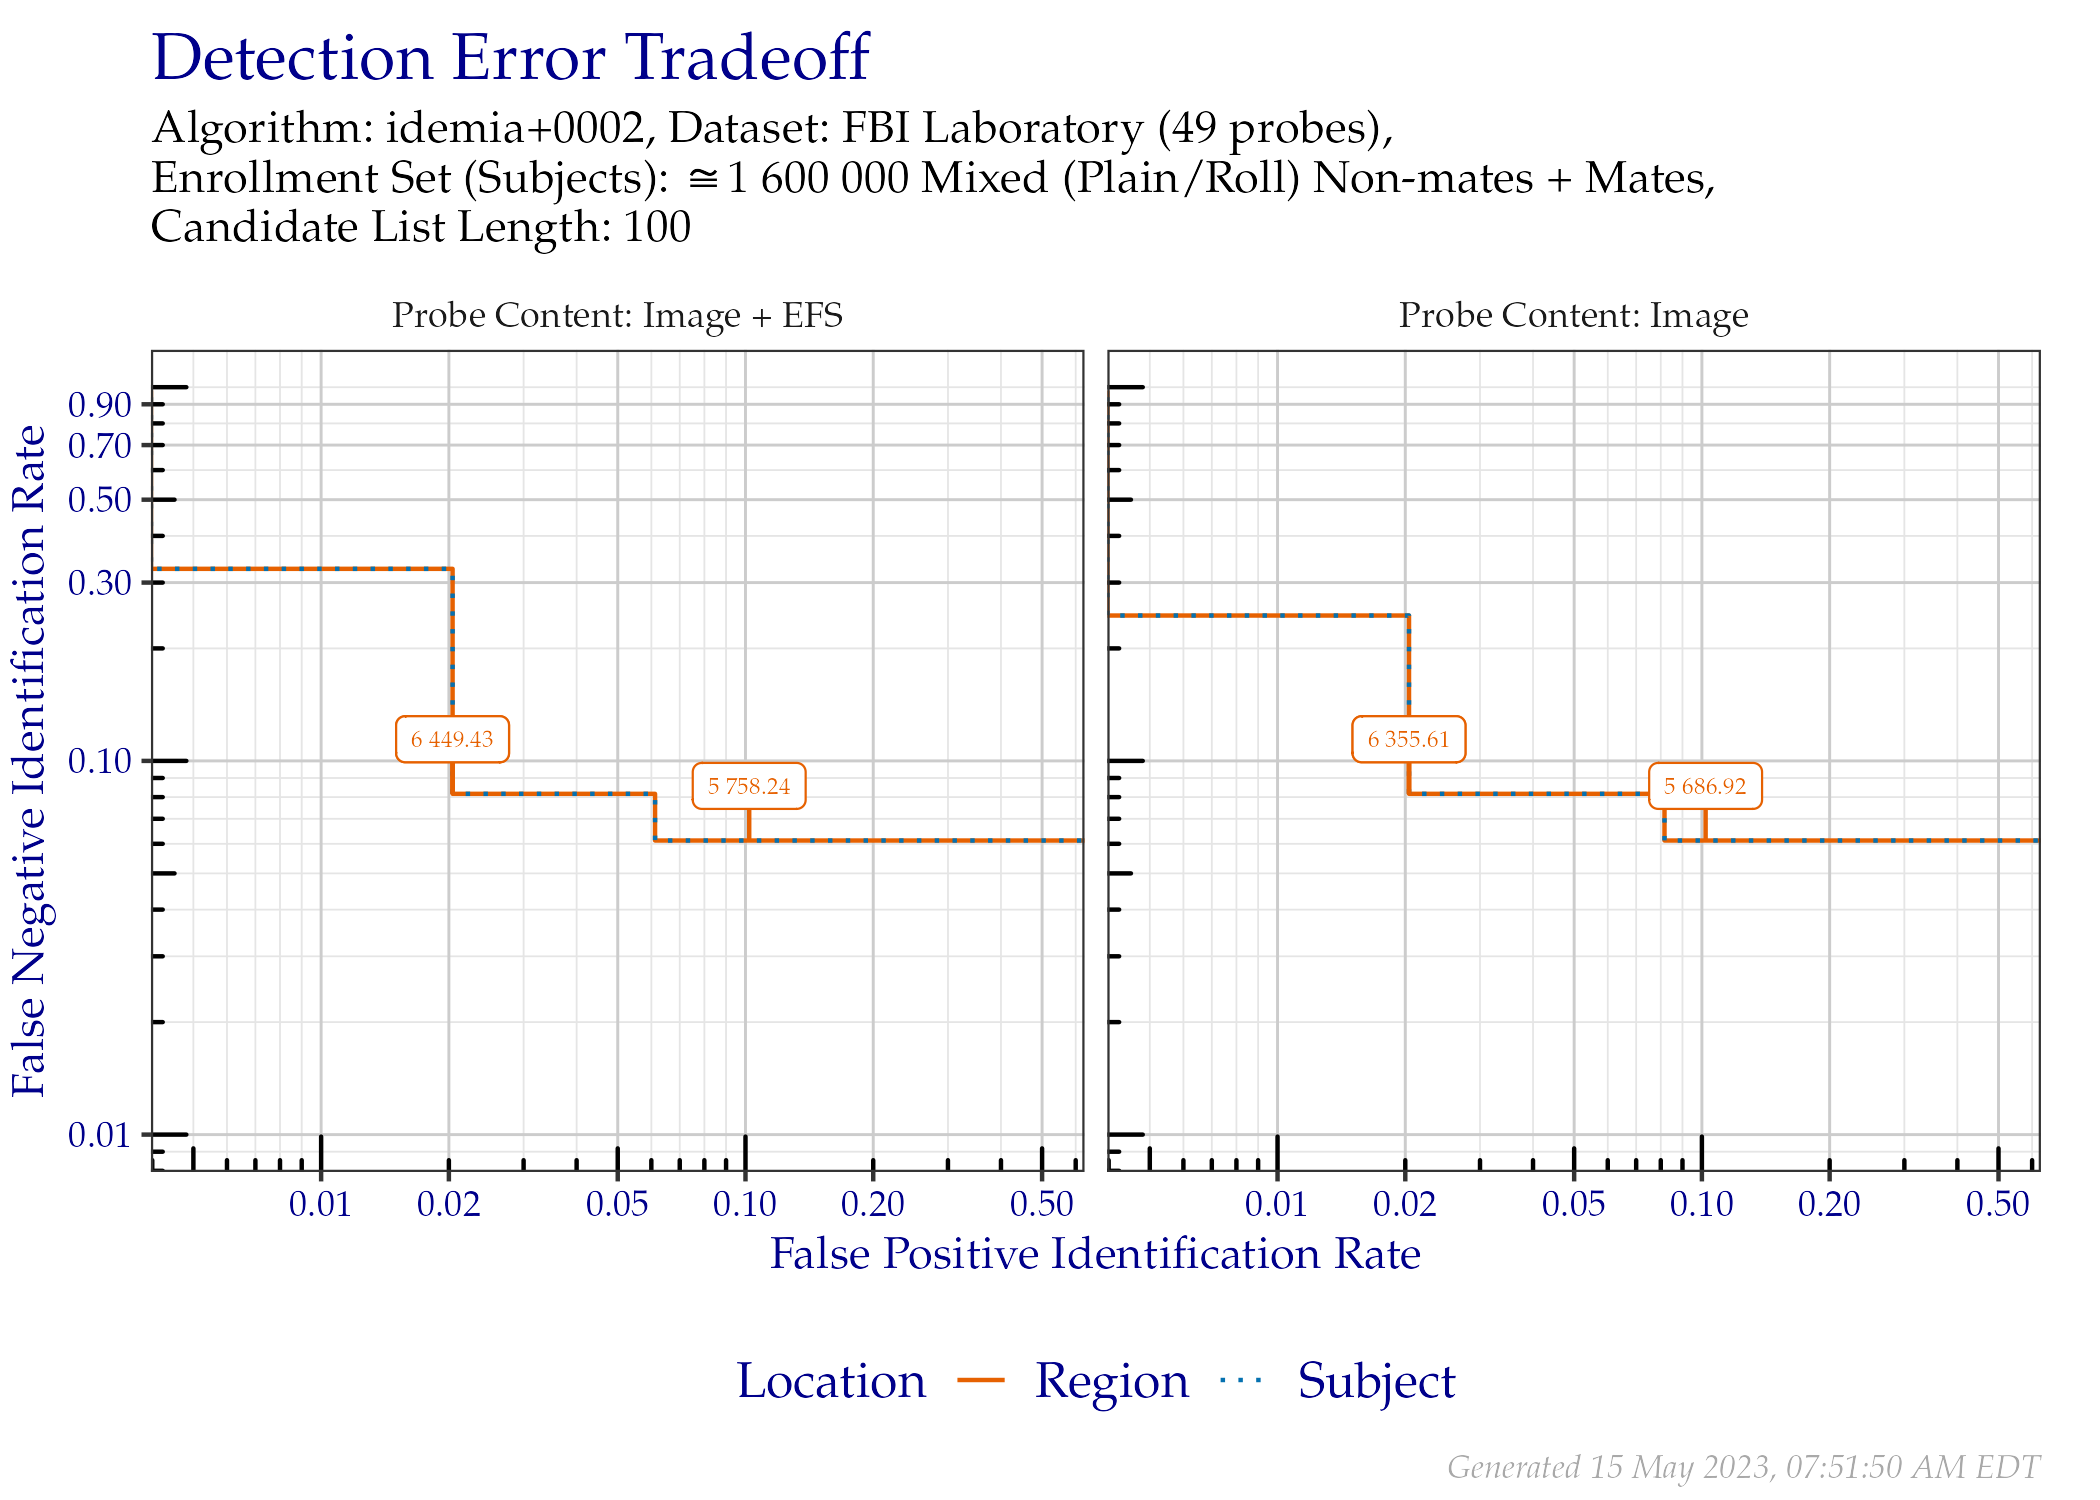 Detection Error Tradeoff
Algorithm: idemia+0002, Dataset: FBI Laboratory (49 probes),
Enrollment Set (Subjects): ≅1 600 000 Mixed (Plain/Roll) Non-mates + Mates,
Candidate List Length: 100
Probe Content: Image + EFS
Probe Content: Image
False Negative Identification Rate
0.90
0.70
0.50
0.30
0.10
0.01
6 449.43
5 758.24
6 355.61
5 686.92
0.01 0.02 0.05 0.10 0.20 0.50
0.01 0.02 0.05 0.10 0.20 0.50
False Positive Identification Rate
Location Region Subject
Generated 15 May 2023, 07:51:50 AM EDT